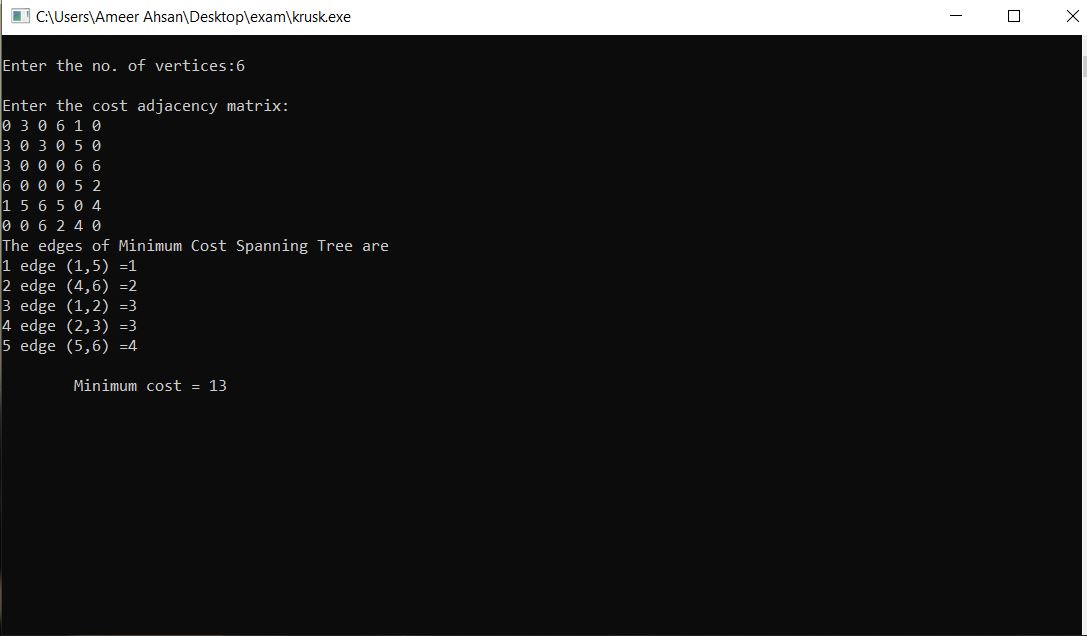 C:\Users\Ameer Ahsan\Desktop\exam\krusk.exe
Enter the no. of vertices:6
Enter the cost adjacency matrix:
0 3 0 6 1 0
3 0 3 0 5 0
3 0 0 0 6 6
6 0 0 0 5 2
1 5 6 5 0 4
0 0 6 2 4 0
The edges of Minimum Cost Spanning Tree are
1 edge (1,5) =1
2 edge (4,6) =2
3 edge (1,2) =3
4 edge (2,3) =3
5 edge (5,6) =4
Minimum cost = 13